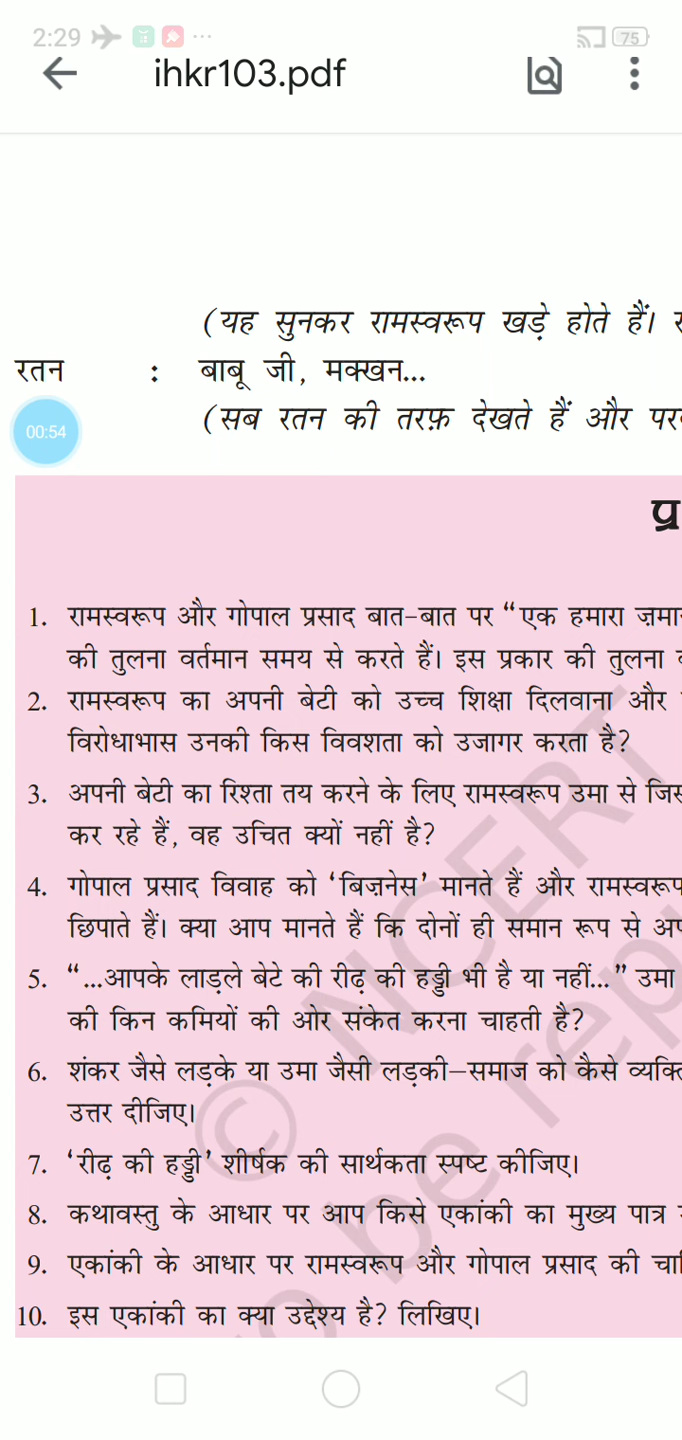 2:29
75
ihkr103.pdf
(यह सुनकर रामस्वरूप खड़े होते हैं।
रतन : बाबू जी, मक्खन...
00:54
(सब रतन की तरफ़ देखते हैं और
प्र
1. रामस्वरूप और गोपाल प्रसाद बात-बात पर “एक हमारा
की तुलना वर्तमान समय से करते हैं। इस प्रकार की तुलना
2. रामस्वरूप का अपनी बेटी को उच्च शिक्षा दिलवाना और
विरोधाभास उनकी किस विवशता को उजागर करता है?
3. अपनी बेटी का रिश्ता तय करने के लिए रामस्वरूप उमा से
कर रहे हैं, वह उचित क्यों नहीं है?
4. गोपाल प्रसाद विवाह को ‘बिज़नेस’ मानते हैं और रामस्वरूप
छिपाते हैं। क्या आप मानते हैं कि दोनों ही समान रूप से
5. “...आपके लाड़ले बेटे की रीढ़ की हड्डी भी है या नहीं...” उमा
की किन कमियों की ओर संकेत करना चाहती है?
6. शंकर जैसे लड़के या उमा जैसी लड़की—समाज को कैसे
उत्तर दीजिए।
7. ‘रीढ़ की हड्डी’ शीर्षक की सार्थकता स्पष्ट कीजिए।
8. कथावस्तु के आधार पर आप किसे एकांकी का मुख्य पात्र
9. एकांकी के आधार पर रामस्वरूप और गोपाल प्रसाद की
10. इस एकांकी का क्या उद्देश्य है? लिखिए।
© NCERT
be